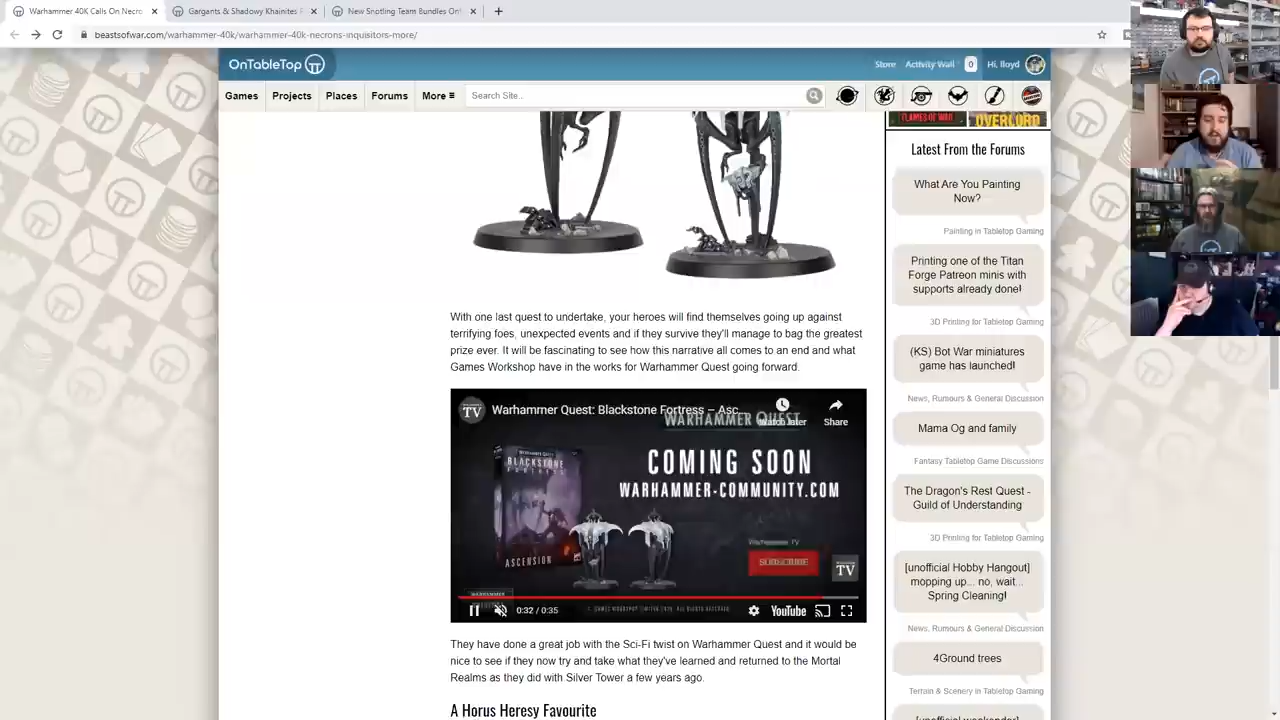 Warhammer 40K Calls On Necro
Gargants & Shadowy Khainites F
New Snotling Team Bundles Onl
beastsofwar.com/warhammer-40k/warhammer-40k-necrons-inquisitors-more/
OnTableTop
Store
Activity Wall
0
Hi, lloyd
Games
Projects
Places
Forums
More
Search Site..
FLAMES OF WAR
OVERLORD
Latest From the Forums
What Are You Painting
Now?
Painting in Tabletop Gaming
Printing one of the Titan
Forge Patreon minis with
supports already done!
3D Printing for Tabletop Gaming
(KS) Bot War miniatures
game has launched!
News, Rumours & General Discussion
Mama Og and family
Fantasy Tabletop Game Discussions
The Dragon's Rest Quest -
Guild of Understanding
3D Printing for Tabletop Gaming
[unofficial Hobby Hangout]
mopping up... no, wait...
Spring Cleaning!
News, Rumours & General Discussion
4Ground trees
Terrain & Scenery in Tabletop Gaming
[unofficial weekender]
With one last quest to undertake, your heroes will find themselves going up against
terrifying foes, unexpected events and if they survive they'll manage to bag the greatest
prize ever. It will be fascinating to see how this narrative all comes to an end and what
Games Workshop have in the works for Warhammer Quest going forward.
TV
Warhammer Quest: Blackstone Fortress – Asc...
WARHAMMER QUEST
Watch later
Share
COMING SOON
WARHAMMER-COMMUNITY.COM
WARHAMMER QUEST
BLACKSTONE
FORTRESS
ASCENSION
SUBSCRIBE
TV
0:32 / 0:35
YouTube
They have done a great job with the Sci-Fi twist on Warhammer Quest and it would be
nice to see if they now try and take what they've learned and returned to the Mortal
Realms as they did with Silver Tower a few years ago.
A Horus Heresy Favourite